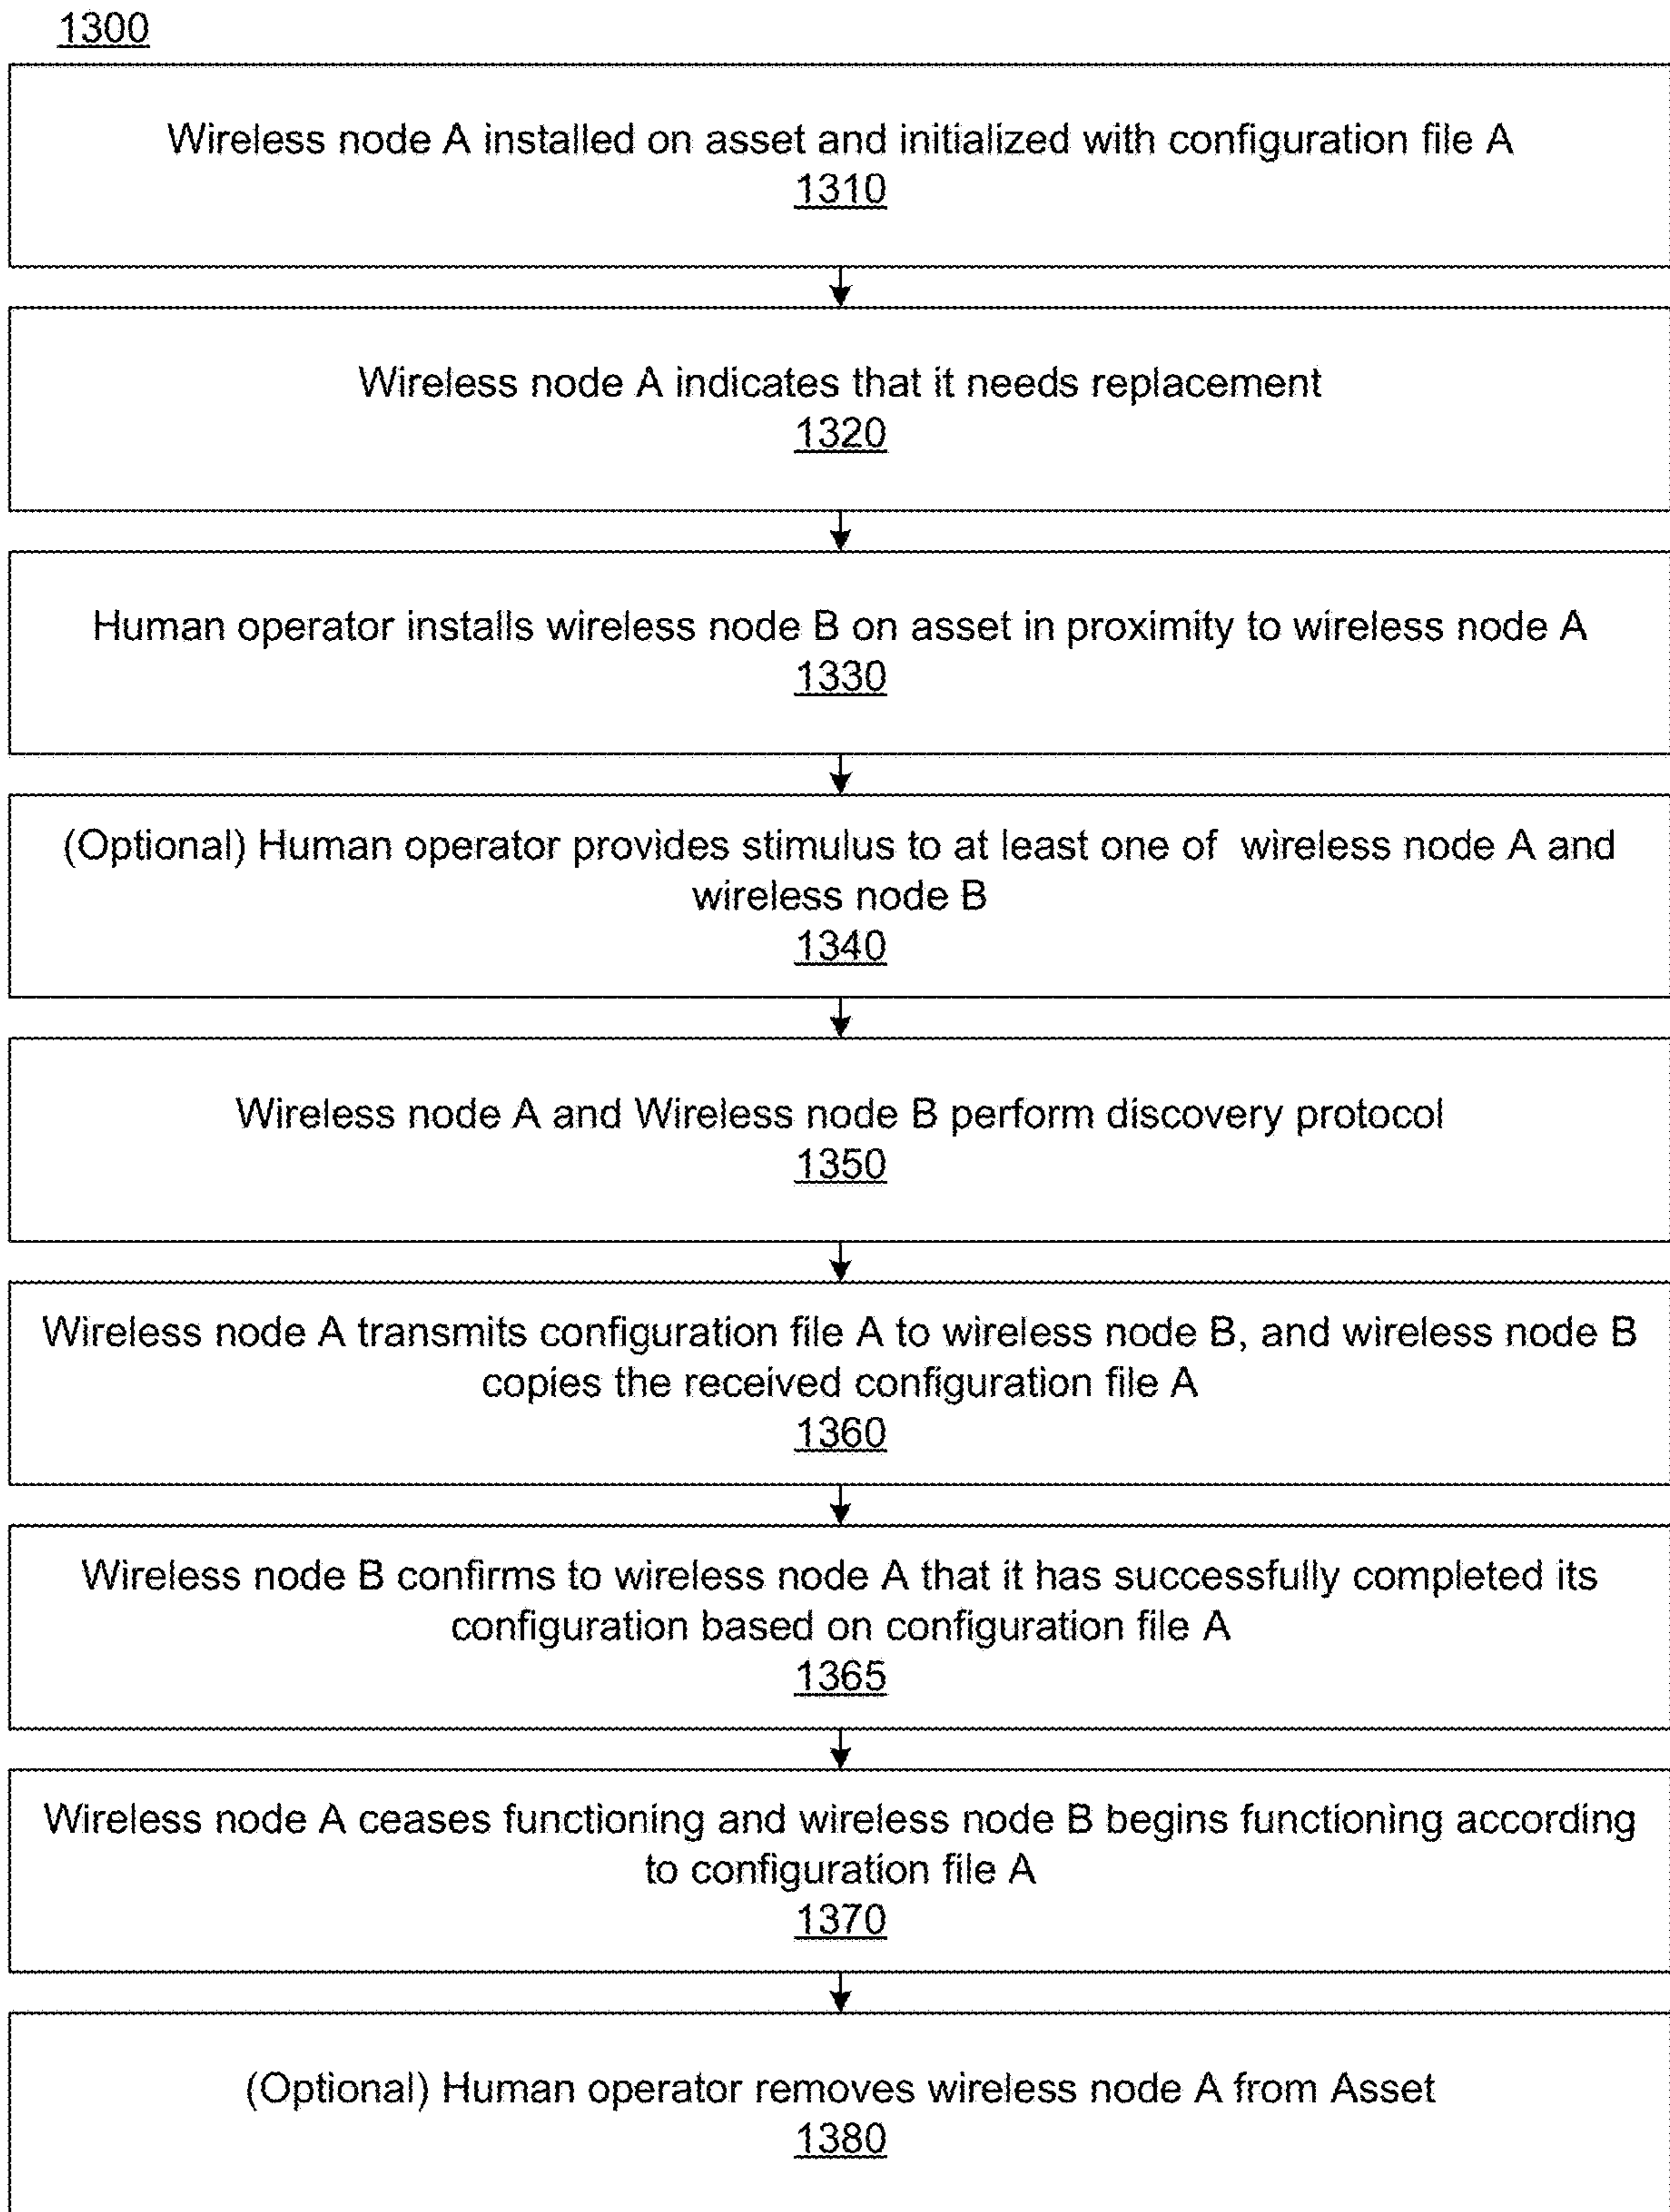 1300
Wireless node A installed on asset and initialized with configuration file A
1310
Wireless node A indicates that it needs replacement
1320
Human operator installs wireless node B on asset in proximity to wireless node A
1330
(Optional) Human operator provides stimulus to at least one of wireless node A and
wireless node B
1340
Wireless node A and Wireless node B perform discovery protocol
1350
Wireless node A transmits configuration file A to wireless node B, and wireless node B
copies the received configuration file A
1360
Wireless node B confirms to wireless node A that it has successfully completed its
configuration based on configuration file A
1365
Wireless node A ceases functioning and wireless node B begins functioning according
to configuration file A
1370
(Optional) Human operator removes wireless node A from Asset
1380